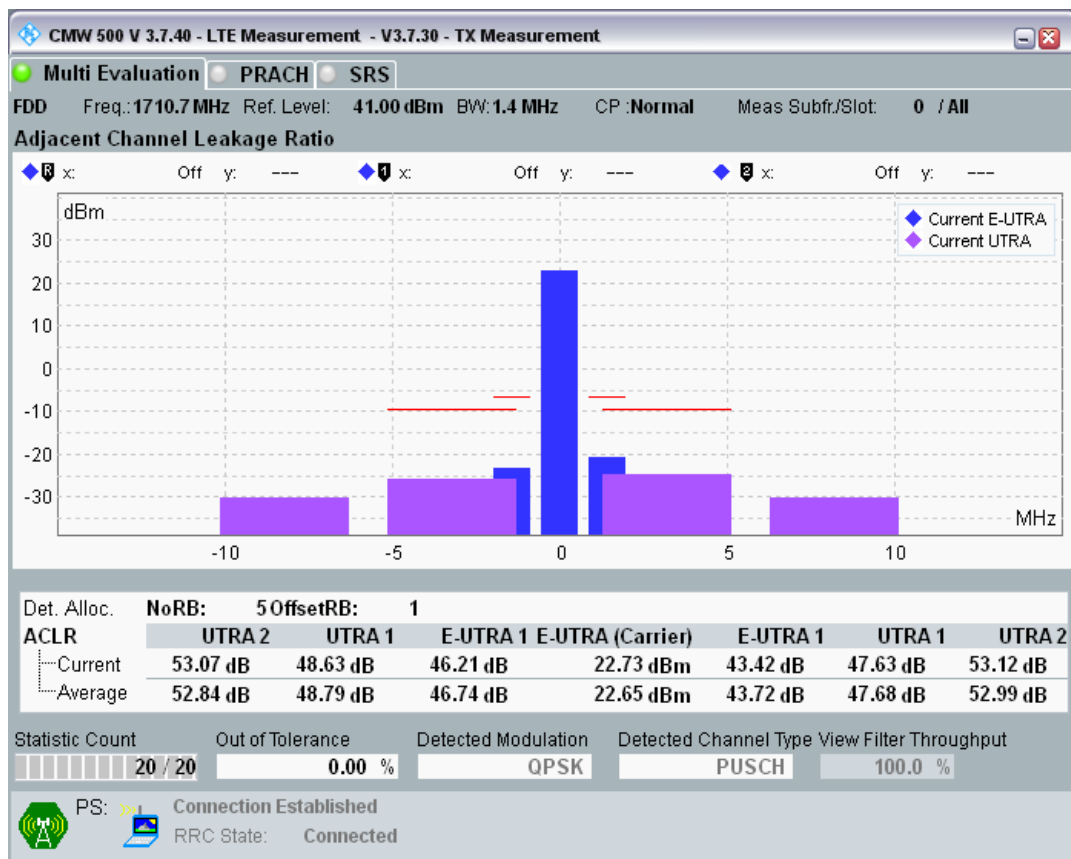 CMW 500 V 3.7.40 - LTE Measurement - V3.7.30 - TX Measurement
Multi Evaluation PRACH SRS
FDD Freq.: 1710.7 MHz Ref. Level: 41.00 dBm BW: 1.4 MHz CP :Normal Meas Subfr./Slot: 0 / All
Adjacent Channel Leakage Ratio
R x: Off y: --- 1 x: Off y: --- 2 x: Off y: ---
dBm
Current E-UTRA
Current UTRA
30
20
10
0
-10
-20
-30
MHz
-10 -5 0 5 10
Det. Alloc. NoRB: 5 OffsetRB: 1
ACLR UTRA 2 UTRA 1 E-UTRA 1 E-UTRA (Carrier) E-UTRA 1 UTRA 1 UTRA 2
Current 53.07 dB 48.63 dB 46.21 dB 22.73 dBm 43.42 dB 47.63 dB 53.12 dB
Average 52.84 dB 48.79 dB 46.74 dB 22.65 dBm 43.72 dB 47.68 dB 52.99 dB
Statistic Count Out of Tolerance Detected Modulation Detected Channel Type View Filter Throughput
20 / 20 0.00 % QPSK PUSCH 100.0 %
PS: Connection Established
RRC State: Connected